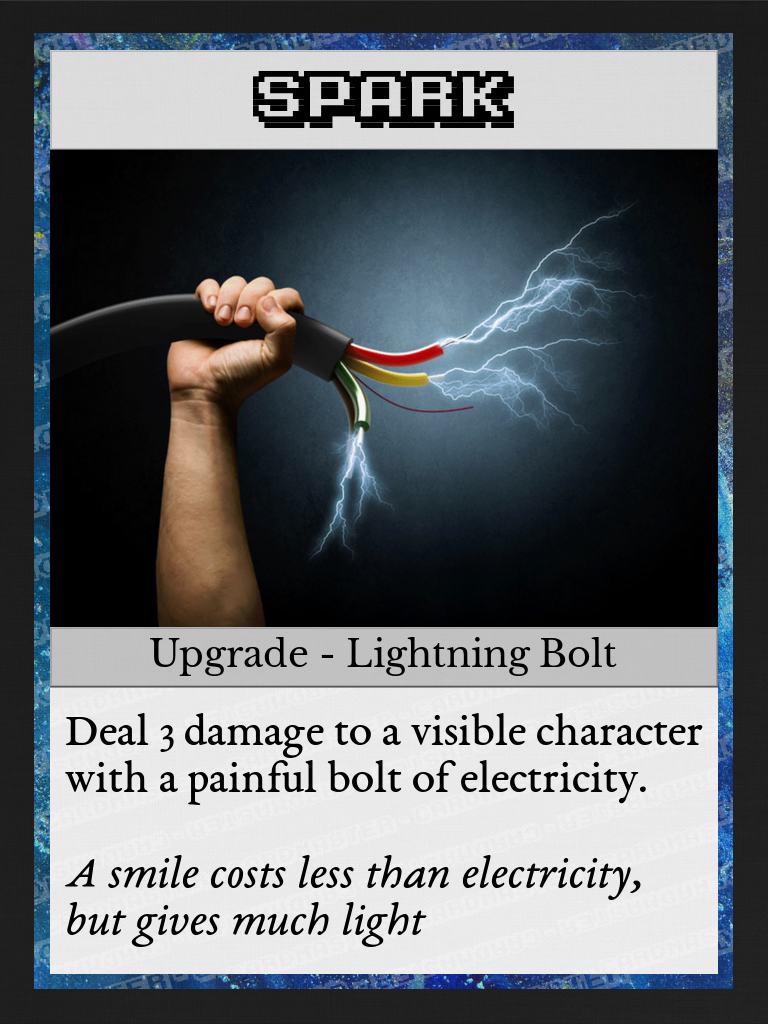 SPARK
Upgrade - Lightning Bolt
Deal 3 damage to a visible character
with a painful bolt of electricity.
A smile costs less than electricity,
but gives much light